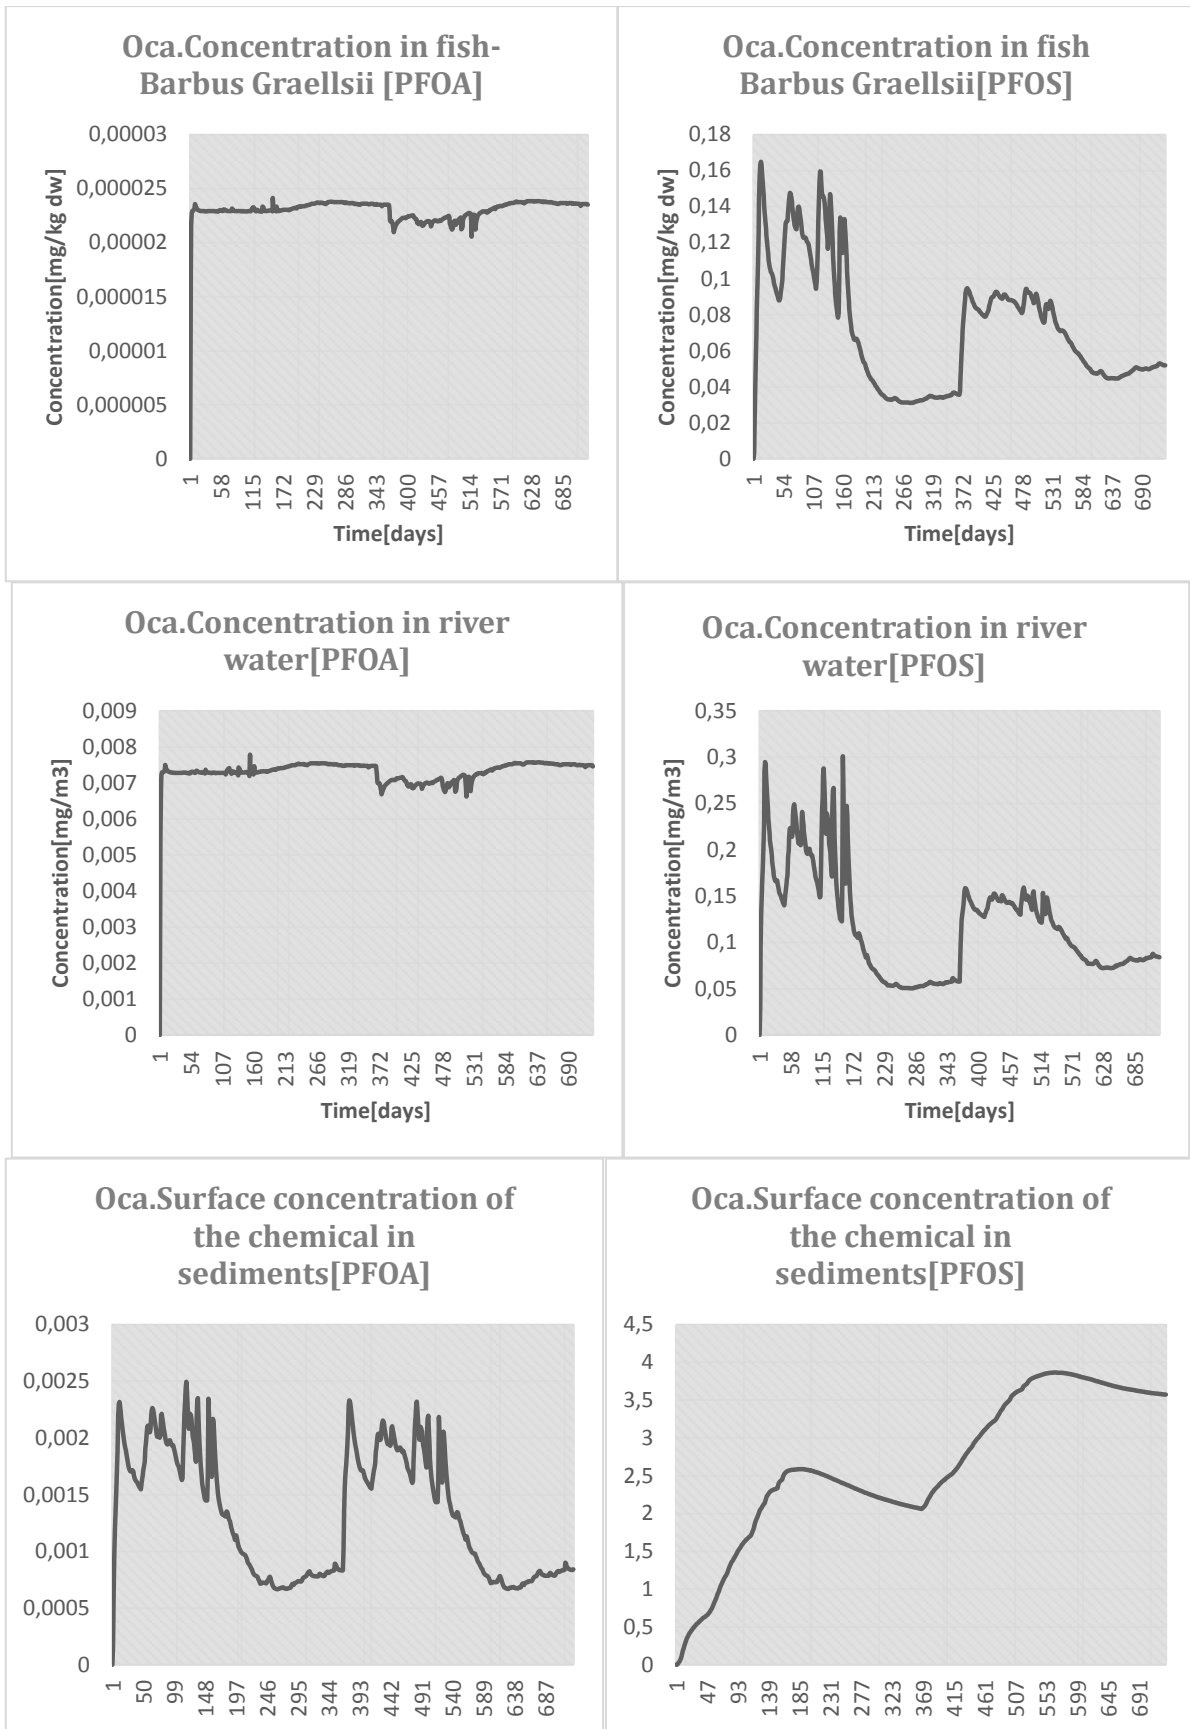 Oca.Concentration in fish-
Barbus Graellsii [PFOA]
0,00003
0,000025
0,00002
0,000015
0,00001
0,000005
0
Concentration[mg/kg dw]
1 58 115 172 229 286 343 400 457 514 571 628 685
Time[days]
Oca.Concentration in fish
Barbus Graellsii[PFOS]
0,18
0,16
0,14
0,12
0,1
0,08
0,06
0,04
0,02
0
Concentration[mg/kg dw]
1 54 107 160 213 266 319 372 425 478 531 584 637 690
Time[days]
Oca.Concentration in river
water[PFOA]
0,009
0,008
0,007
0,006
0,005
0,004
0,003
0,002
0,001
0
Concentration[mg/m3]
1 54 107 160 213 266 319 372 425 478 531 584 637 690
Time[days]
Oca.Concentration in river
water[PFOS]
0,35
0,3
0,25
0,2
0,15
0,1
0,05
0
Concentration[mg/m3]
1 58 115 172 229 286 343 400 457 514 571 628 685
Time[days]
Oca.Surface concentration of
the chemical in
sediments[PFOA]
0,003
0,0025
0,002
0,0015
0,001
0,0005
0
1 50 99 148 197 246 295 344 393 442 491 540 589 638 687
Oca.Surface concentration of
the chemical in
sediments[PFOS]
4,5
4
3,5
3
2,5
2
1,5
1
0,5
0
1 47 93 139 185 231 277 323 369 415 461 507 553 599 645 691